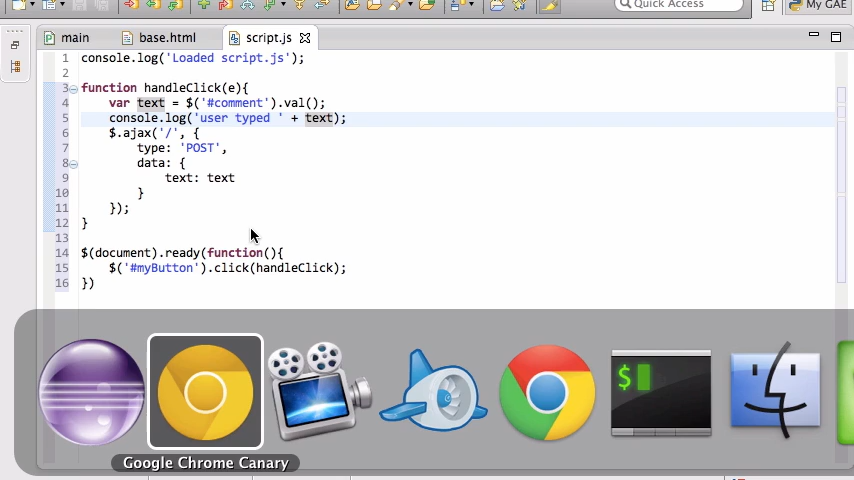 Quick Access
My GAE
main
base.html
script.js
1 console.log('Loaded script.js');
2
3 function handleClick(e){
4 var text = $('#comment').val();
5 console.log('user typed ' + text);
6 $.ajax('/', {
7 type: 'POST',
8 data: {
9 text: text
10 }
11 });
12 }
13
14 $(document).ready(function(){
15 $('#myButton').click(handleClick);
16 })
$
Google Chrome Canary